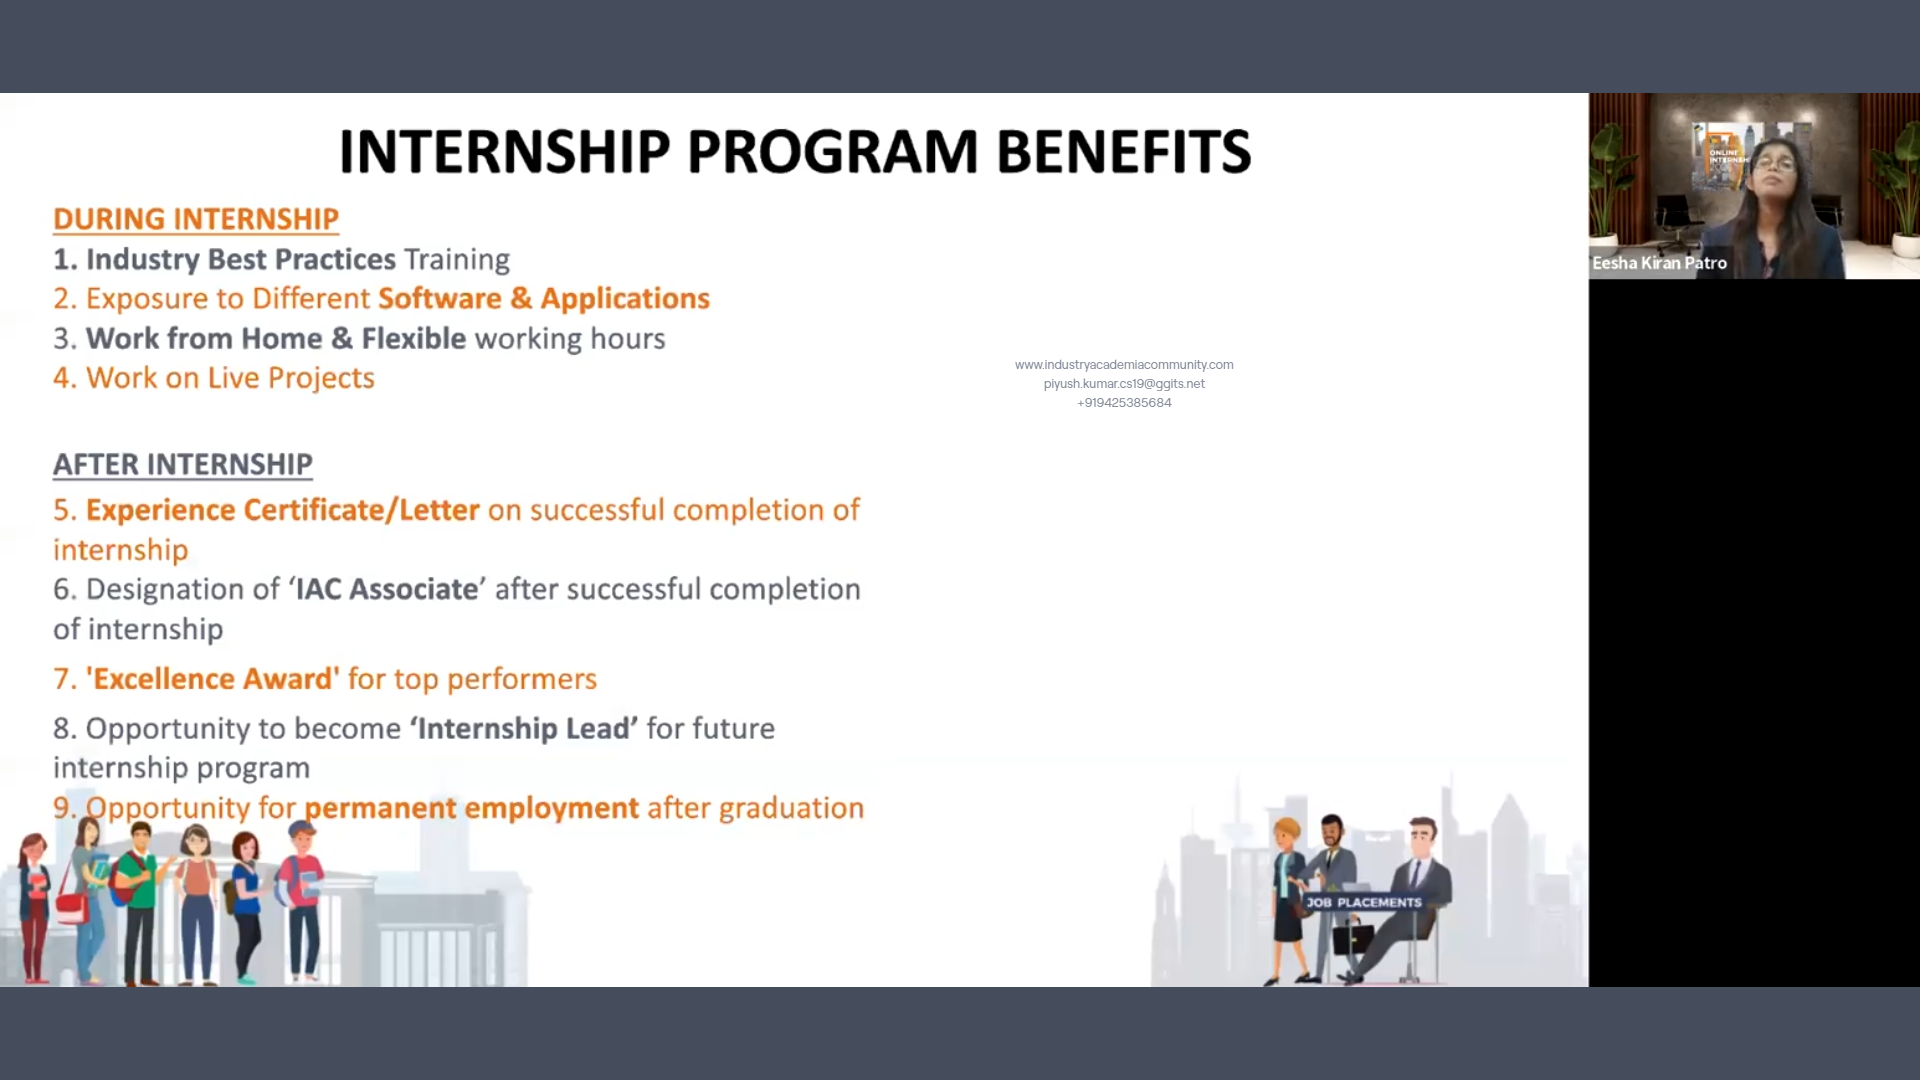 INTERNSHIP PROGRAM BENEFITS
DURING INTERNSHIP
1. Industry Best Practices Training
2. Exposure to Different Software & Applications
3. Work from Home & Flexible working hours
4. Work on Live Projects
www.industryacademiacommunity.com
piyush.kumar.cs19@ggits.net
+919425385684
AFTER INTERNSHIP
5. Experience Certificate/Letter on successful completion of
internship
6. Designation of ‘IAC Associate’ after successful completion
of internship
7. 'Excellence Award' for top performers
8. Opportunity to become ‘Internship Lead’ for future
internship program
9. Opportunity for permanent employment after graduation
JOB PLACEMENTS
ONLINE
Eesha Kiran Patro